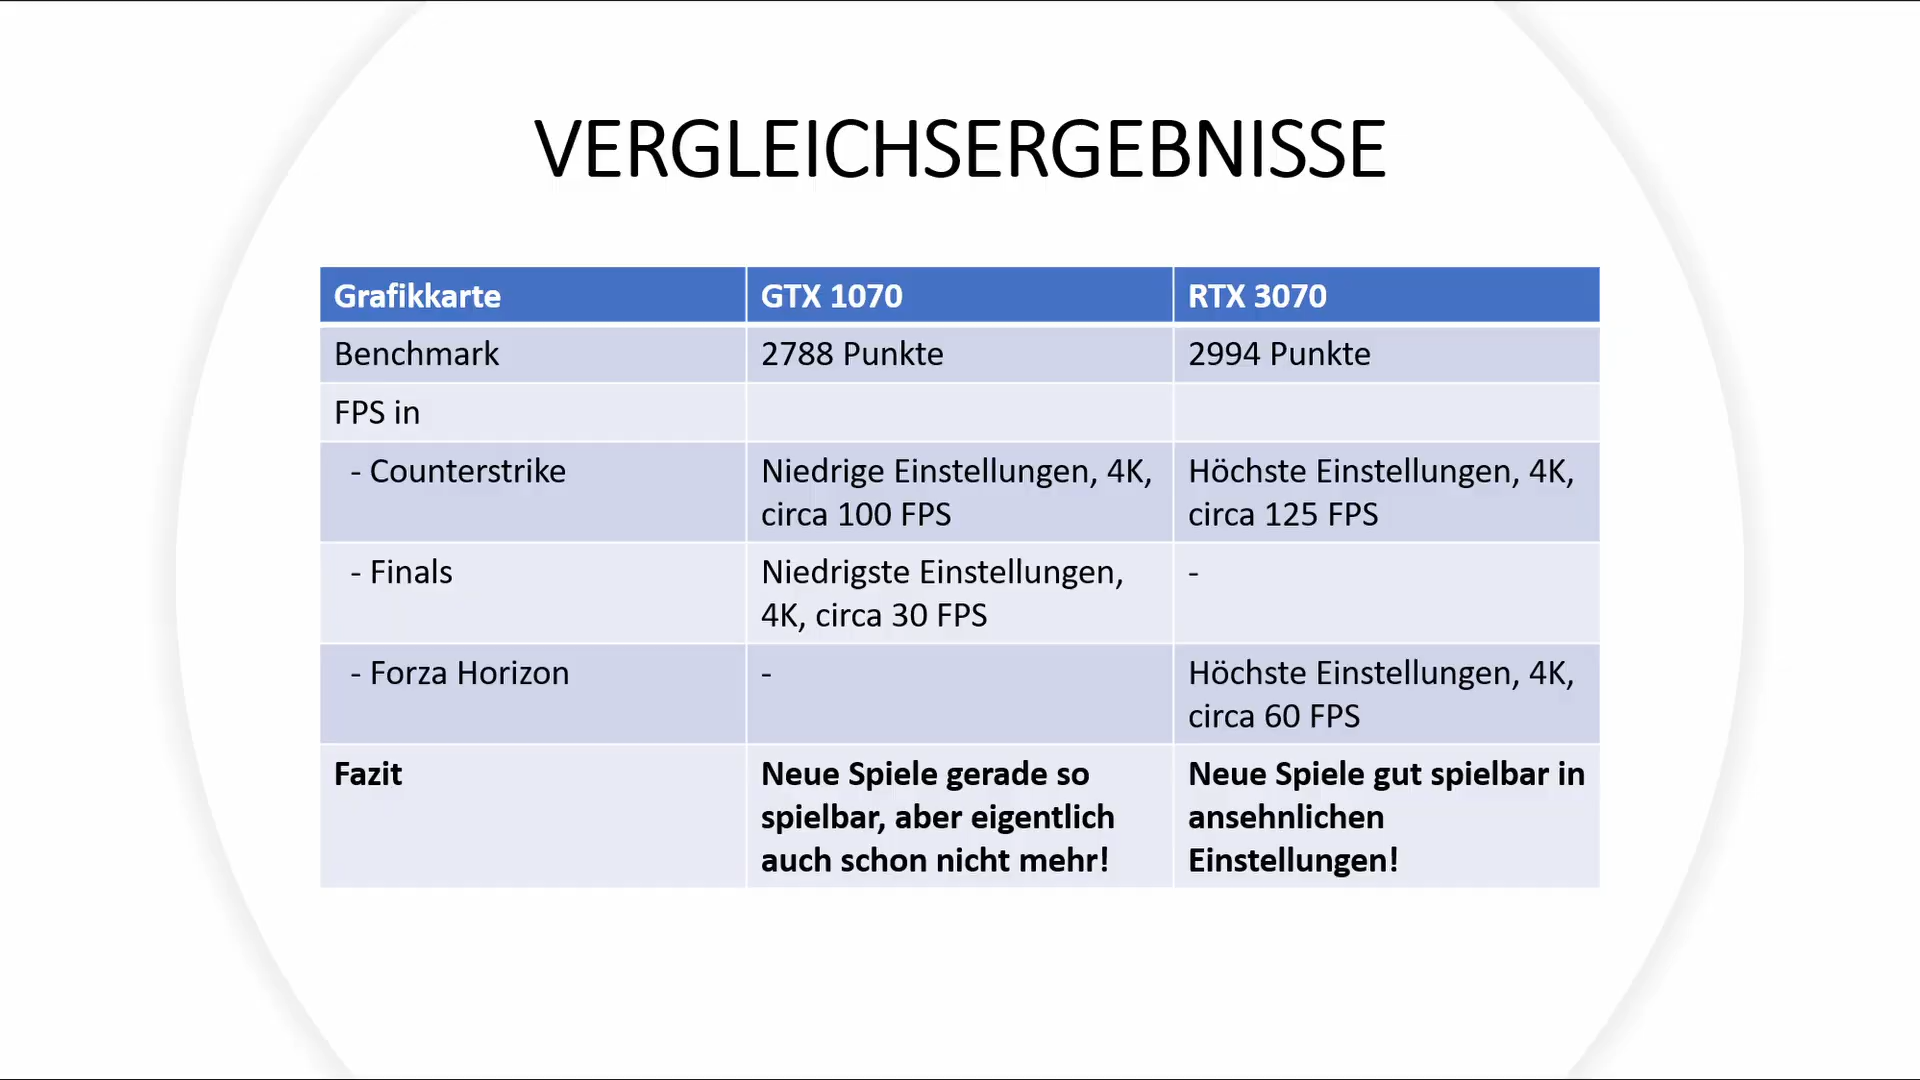 VERGLEICHSERGEBNISSE
Grafikkarte
GTX 1070
RTX 3070
Benchmark
2788 Punkte
2994 Punkte
FPS in
- Counterstrike
Niedrige Einstellungen, 4K,
circa 100 FPS
Höchste Einstellungen, 4K,
circa 125 FPS
- Finals
Niedrigste Einstellungen,
4K, circa 30 FPS
-
- Forza Horizon
-
Höchste Einstellungen, 4K,
circa 60 FPS
Fazit
Neue Spiele gerade so
spielbar, aber eigentlich
auch schon nicht mehr!
Neue Spiele gut spielbar in
ansehnlichen
Einstellungen!